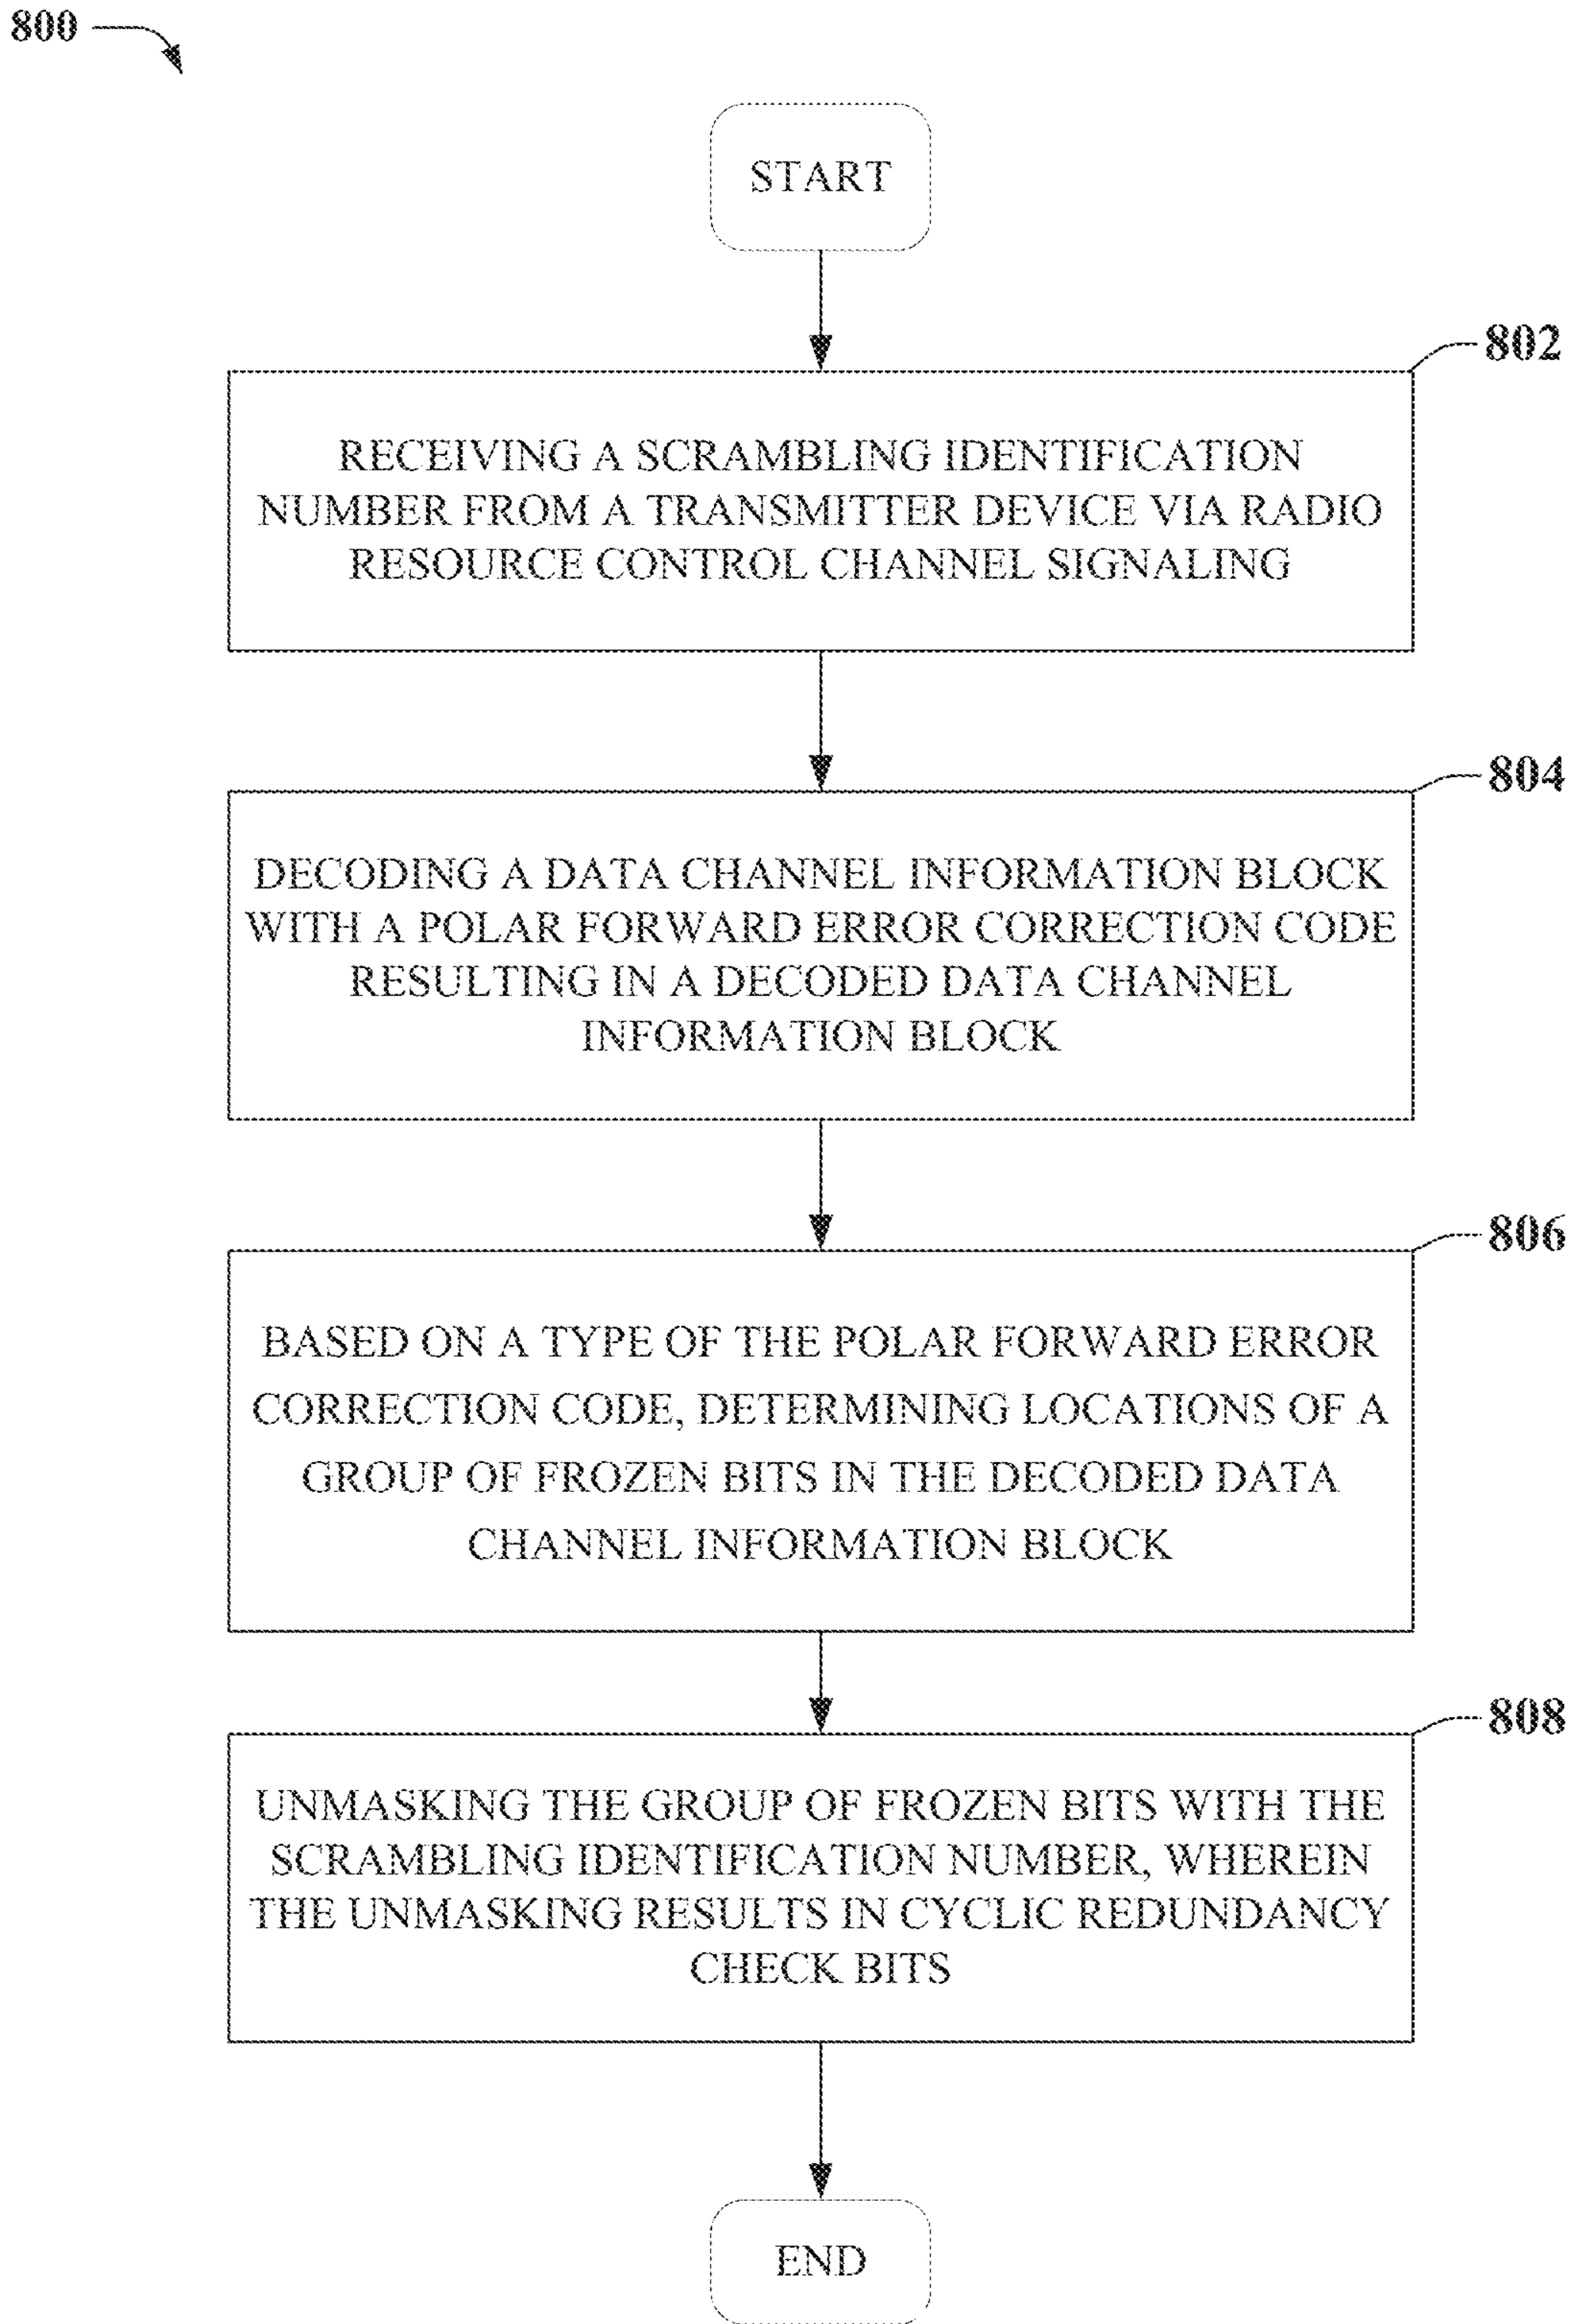 800
START
802
RECEIVING A SCRAMBLING IDENTIFICATION
NUMBER FROM A TRANSMITTER DEVICE VIA RADIO
RESOURCE CONTROL CHANNEL SIGNALING
804
DECODING A DATA CHANNEL INFORMATION BLOCK
WITH A POLAR FORWARD ERROR CORRECTION CODE
RESULTING IN A DECODED DATA CHANNEL
INFORMATION BLOCK
806
BASED ON A TYPE OF THE POLAR FORWARD ERROR
CORRECTION CODE, DETERMINING LOCATIONS OF A
GROUP OF FROZEN BITS IN THE DECODED DATA
CHANNEL INFORMATION BLOCK
808
UNMASKING THE GROUP OF FROZEN BITS WITH THE
SCRAMBLING IDENTIFICATION NUMBER, WHEREIN
THE UNMASKING RESULTS IN CYCLIC REDUNDANCY
CHECK BITS
END